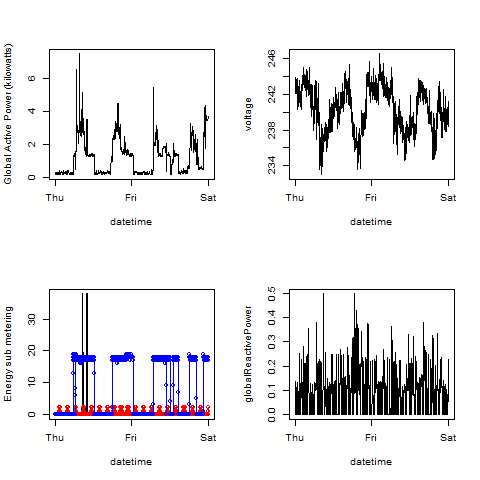 Global Active Power (kilowatts)
0 2 4 6
Thu Fri Sat
datetime
voltage
234 238 242 246
Thu Fri Sat
datetime
Energy sub metering
0 10 20 30
Thu Fri Sat
datetime
globalReactivePower
0.0 0.1 0.2 0.3 0.4 0.5
Thu Fri Sat
datetime